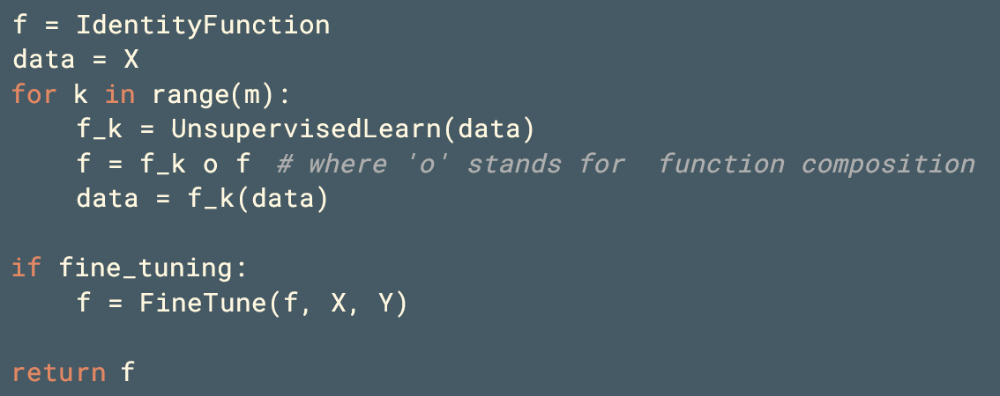 f = IdentityFunction
data = X
for k in range(m):
    f_k = UnsupervisedLearn(data)
    f = f_k o f  # where 'o' stands for  function composition
    data = f_k(data)

if fine_tuning:
    f = FineTune(f, X, Y)

return f